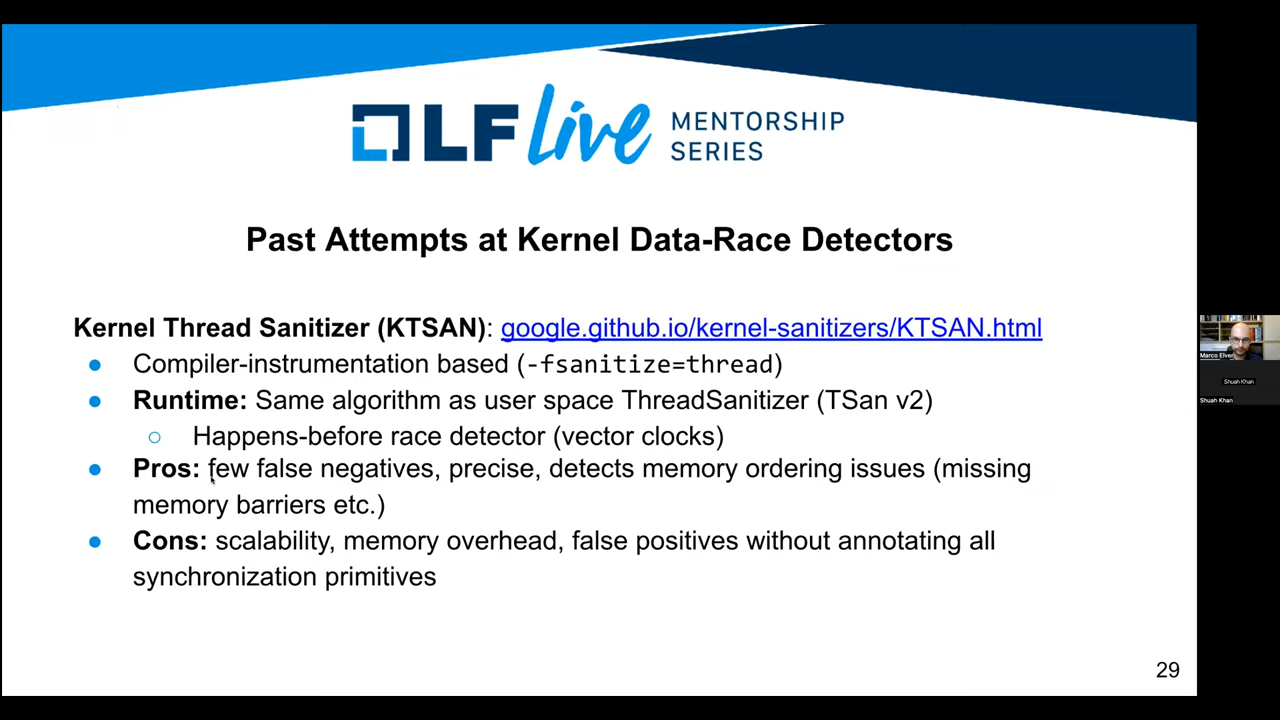 LF Live MENTORSHIP
SERIES
Past Attempts at Kernel Data-Race Detectors
Kernel Thread Sanitizer (KTSAN): google.github.io/kernel-sanitizers/KTSAN.html
● Compiler-instrumentation based (-fsanitize=thread)
● Runtime: Same algorithm as user space ThreadSanitizer (TSan v2)
○ Happens-before race detector (vector clocks)
● Pros: few false negatives, precise, detects memory ordering issues (missing
memory barriers etc.)
● Cons: scalability, memory overhead, false positives without annotating all
synchronization primitives
29
Marco Elver
Shuah Khan
Shuah Khan